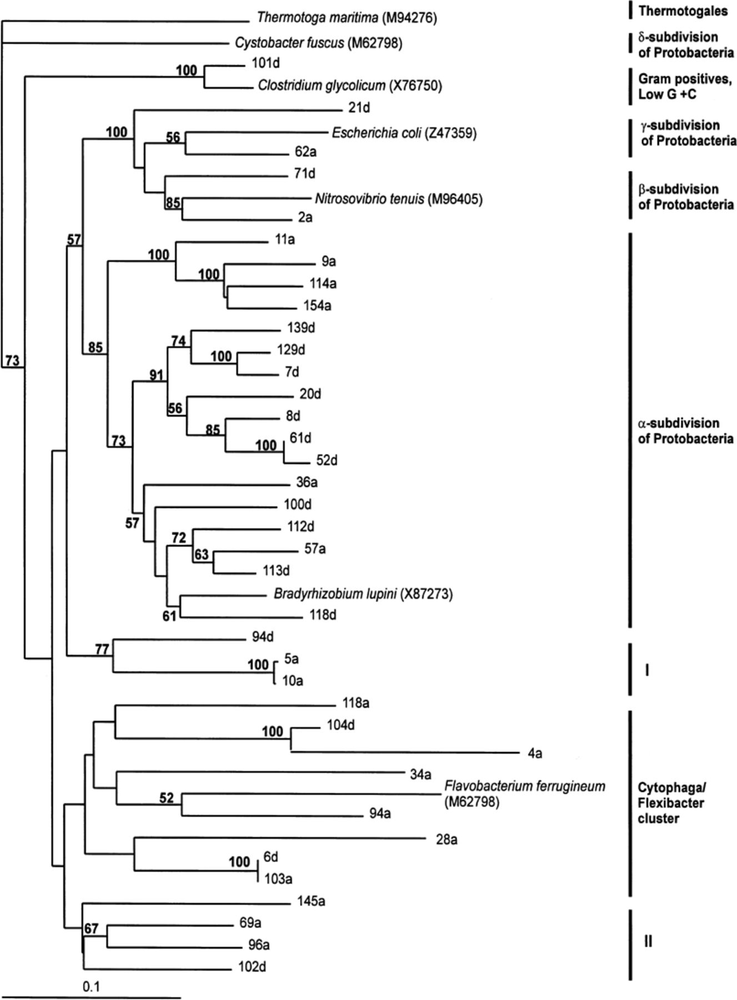 Thermotoga maritima (M94276)
Thermotogales
Cystobacter fuscus (M62798)
δ-subdivision
of Protobacteria
101d
100
Clostridium glycolicum (X76750)
Gram positives,
Low G +C
21d
100
56
Escherichia coli (Z47359)
62a
γ-subdivision
of Protobacteria
71d
85
Nitrosovibrio tenuis (M96405)
2a
β-subdivision
of Protobacteria
57
11a
100
9a
100
114a
154a
139d
74
129d
100
7d
85
73
91
20d
56
8d
85
61d
100
52d
73
α-subdivision
of Protobacteria
36a
100d
57
112d
72
57a
63
113d
Bradyrhizobium lupini (X87273)
61
118d
94d
77
5a
100
10a
I
118a
104d
100
4a
34a
Flavobacterium ferrugineum
(M62798)
52
94a
Cytophaga/
Flexibacter
cluster
28a
6d
100
103a
145a
69a
67
96a
102d
II
0.1